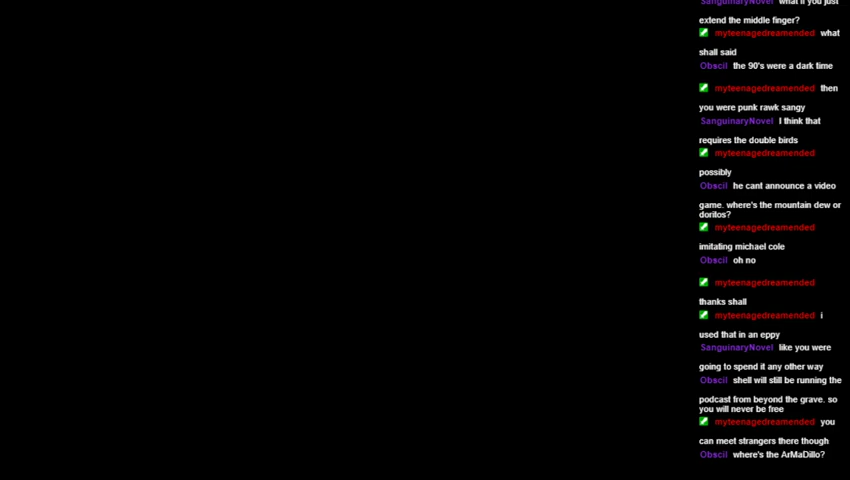 SanguinaryNovel what if you just
extend the middle finger?
myteenagedreamended what
shall said
Obscil the 90's were a dark time
myteenagedreamended then
you were punk rawk sangy
SanguinaryNovel I think that
requires the double birds
myteenagedreamended
possibly
Obscil he cant announce a video
game. where's the mountain dew or
doritos?
myteenagedreamended
imitating michael cole
Obscil oh no
myteenagedreamended
thanks shall
myteenagedreamended i
used that in an eppy
SanguinaryNovel like you were
going to spend it any other way
Obscil shell will still be running the
podcast from beyond the grave. so
you will never be free
myteenagedreamended you
can meet strangers there though
Obscil where's the ArMaDillo?